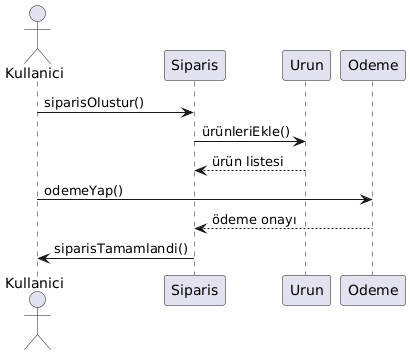 Kullanici
Siparis
Urun
Odeme
siparisOlustur()
ürünleriEkle()
ürün listesi
odemeYap()
ödeme onayı
siparisTamamlandi()
Kullanici
Siparis
Urun
Odeme